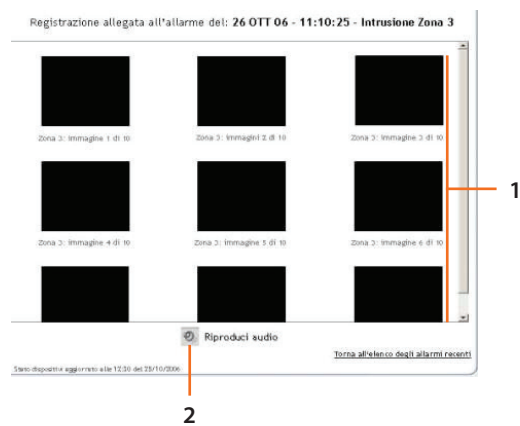 Registrazione allegata all'allarme del: 26 OTT 06 - 11:10:25 - Intrusione Zona 3
Zona 3: immagine 1 di 10
Zona 3: immagini 2 di 10
Zona 3: immagine 3 di 10
1
Zona 3: immagine 4 di 10
Zona 3: immagine 5 di 10
Zona 3: immagine 6 di 10
Riproduci audio
Torna all'elenco degli allarmi recenti
Stato dispositivi aggiornato alle 12:30 del 25/10/2006
2